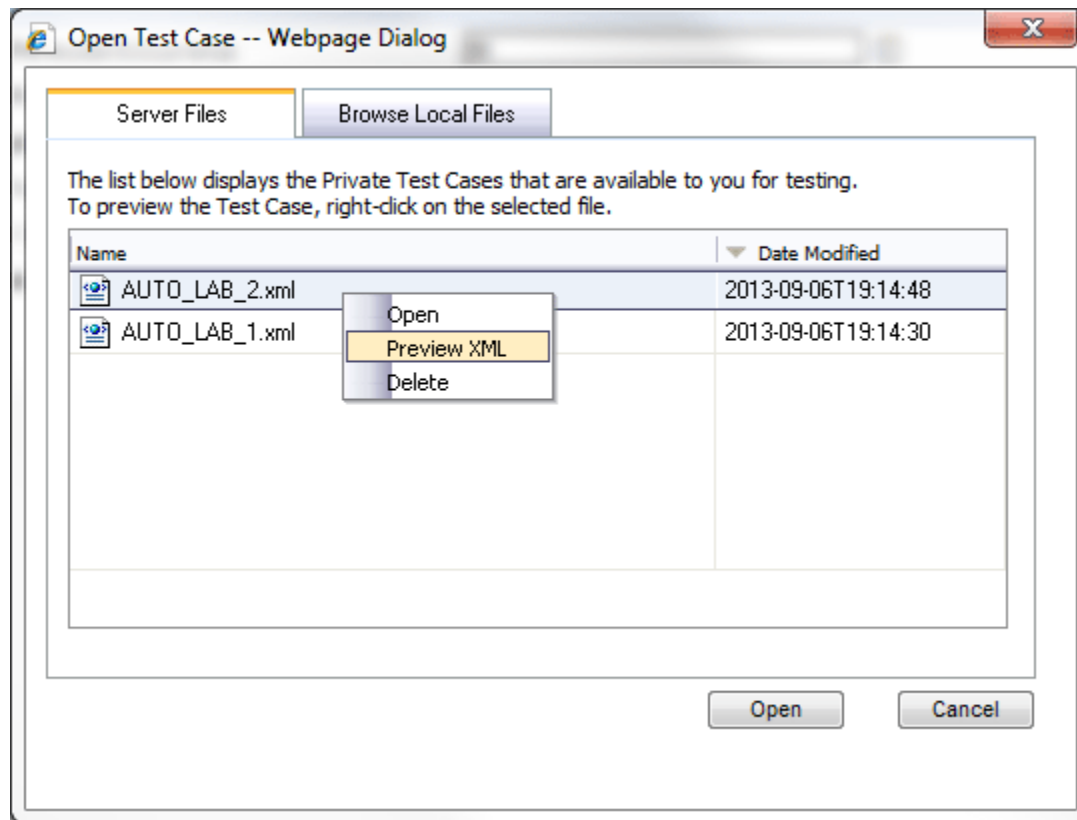 Open Test Case -- Webpage Dialog
Server Files Browse Local Files
The list below displays the Private Test Cases that are available to you for testing.
To preview the Test Case, right-click on the selected file.
Name Date Modified
AUTO_LAB_2.xml 2013-09-06T19:14:48
Open
AUTO_LAB_1.xml 2013-09-06T19:14:30
Preview XML
Delete
Open Cancel